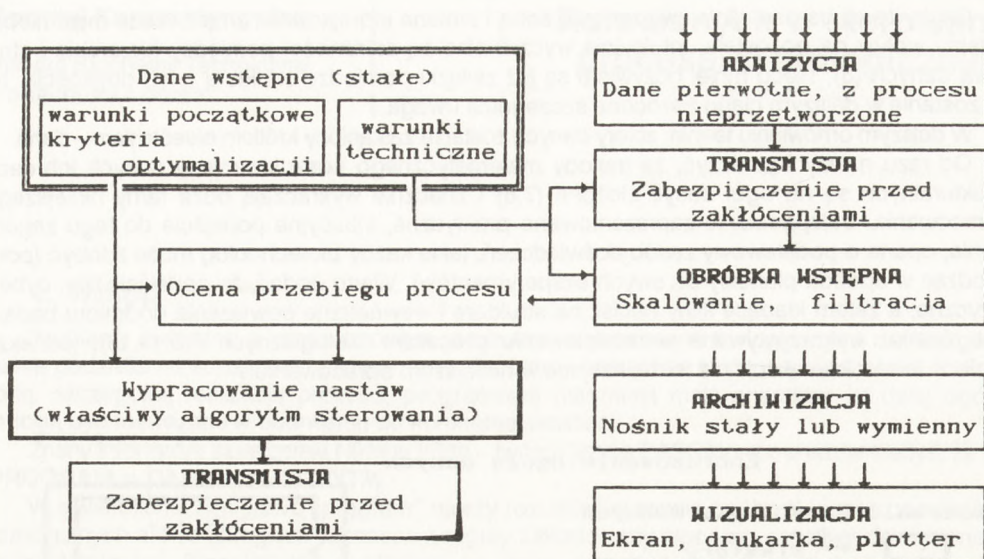 Dane wstępne (stałe)
warunki początkowe
kryteria
optymalizacji
warunki
AKWIZYCJA
Dane pierwotne, z procesu
nieprzetworzone
TRANSMISJA
Zabezpieczenie przed
zakłóceniami
OBRÓBKA WSTĘPNA
Skalowanie, filtracja
Ocena przebiegu procesu
Wypracowanie nastaw
(właściwy algorytm sterowania)
TRANSMISJA
Zabezpieczenie przed
zakłóceniami
ARCHIWIZACJA
Nośnik stały lub wymienny
WIZUALIZACJA
Ekran, drukarka, plotter